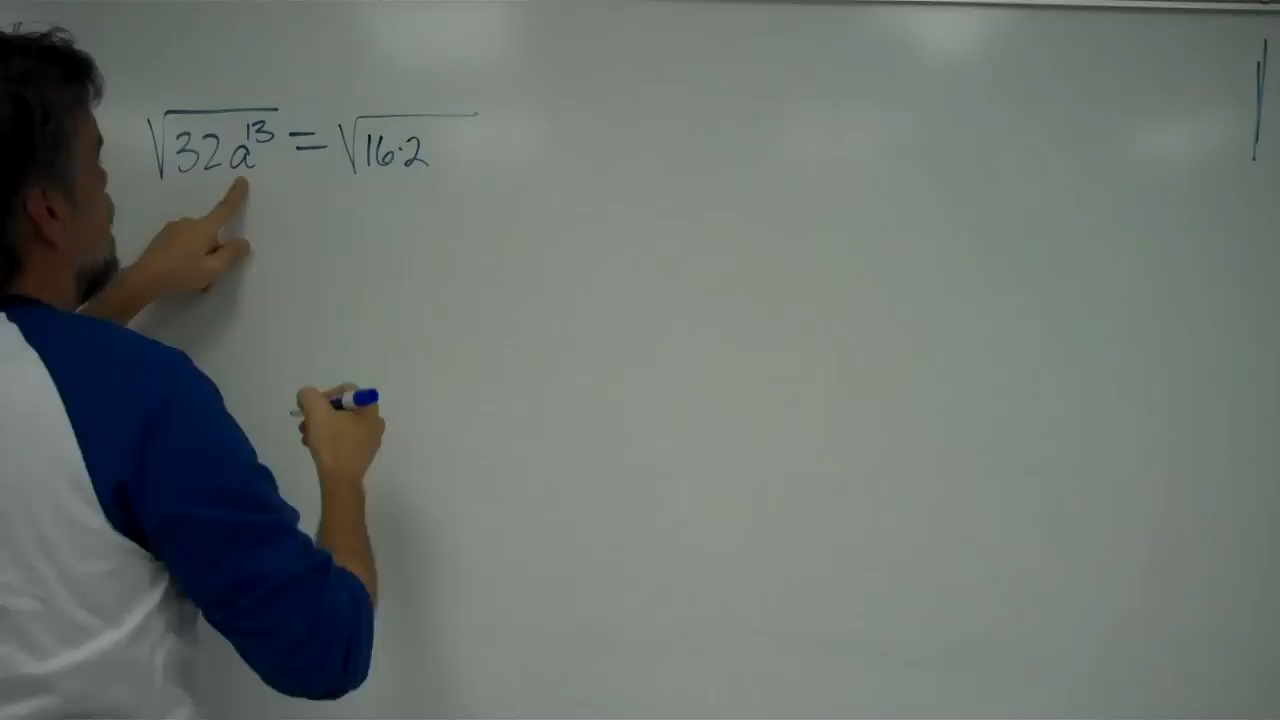 √32a¹³ = √16·2